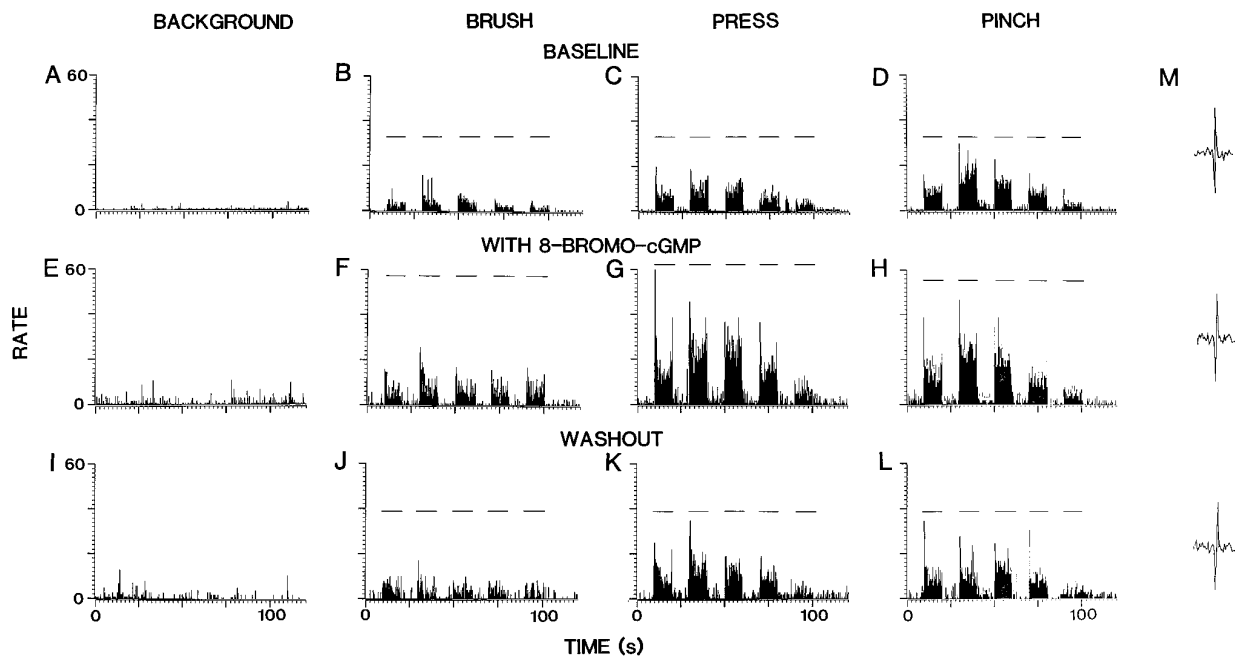 BACKGROUND BRUSH PRESS PINCH
BASELINE
A 60 B C D M
0
WITH 8-BROMO-cGMP
E 60 F G H
RATE
0
WASHOUT
I 60 J K L
0
0 100 0 100 0 100 0 100
TIME (s)